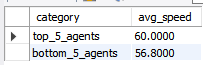 category avg_speed
top_5_agents 60.0000
bottom_5_agents 56.8000